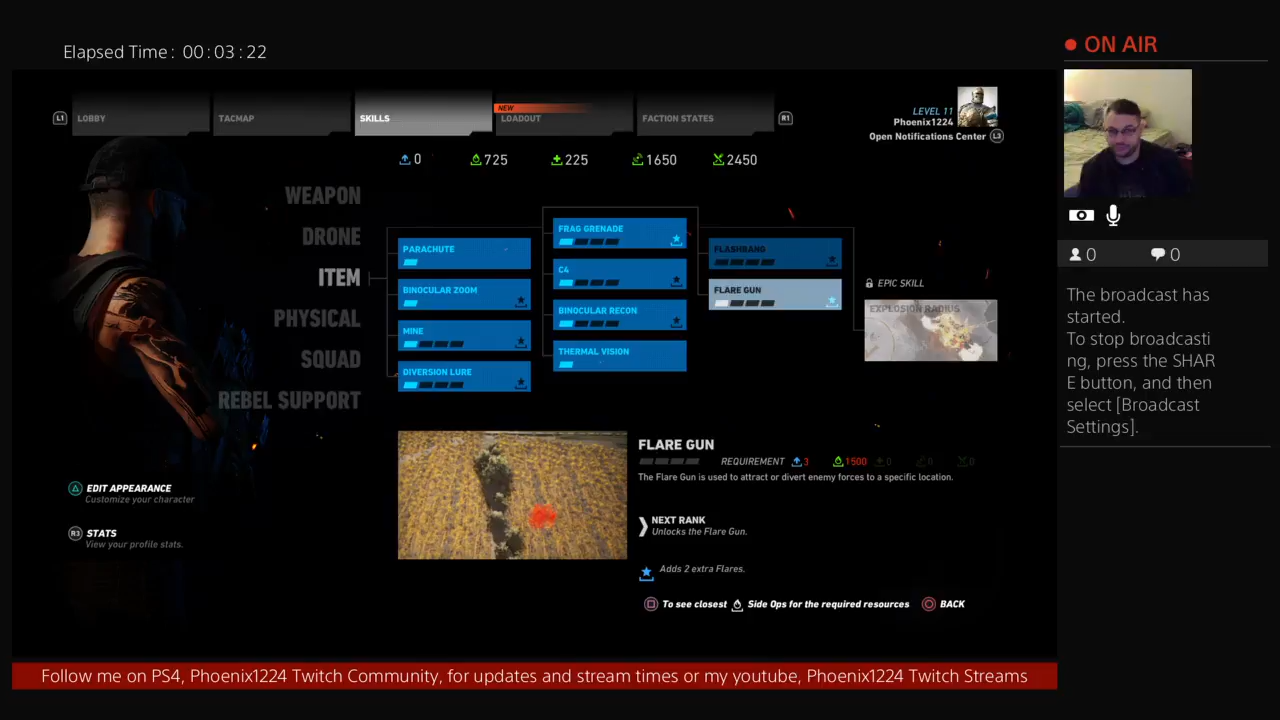 Elapsed Time: 00:03:22
ON AIR
L1
LOBBY
TACMAP
SKILLS
NEW
LOADOUT
FACTION STATES
R1
LEVEL 11
Phoenix1224
Open Notifications Center L3
0 725 225 1650 2450
WEAPON
DRONE
ITEM
PHYSICAL
SQUAD
REBEL SUPPORT
PARACHUTE
BINOCULAR ZOOM
MINE
DIVERSION LURE
FRAG GRENADE
C4
BINOCULAR RECON
THERMAL VISION
FLASHBANG
FLARE GUN
EPIC SKILL
EXPLOSION RADIUS
EDIT APPEARANCE
Customize your character
R3 STATS
View your profile stats.
FLARE GUN
REQUIREMENT 3 1500 0 0 0
The Flare Gun is used to attract or divert enemy forces to a specific location.
NEXT RANK
Unlocks the Flare Gun.
Adds 2 extra Flares.
To see closest Side Ops for the required resources BACK
0 0
The broadcast has
started.
To stop broadcasti
ng, press the SHAR
E button, and then
select [Broadcast
Settings].
Follow me on PS4, Phoenix1224 Twitch Community, for updates and stream times or my youtube, Phoenix1224 Twitch Streams